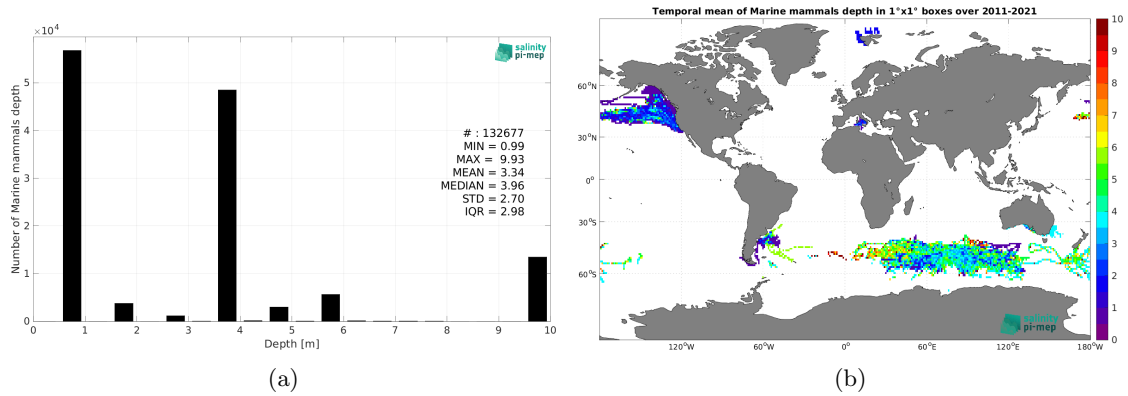 ×10⁴
5
4
3
2
1
0
Number of Marine mammals depth
0 1 2 3 4 5 6 7 8 9 10
Depth [m]
salinity
pi-mep
# : 132677
MIN = 0.99
MAX = 9.93
MEAN = 3.34
MEDIAN = 3.96
STD = 2.70
IQR = 2.98
(a)
Temporal mean of Marine mammals depth in 1°x1° boxes over 2011-2021
60°N
30°N
0°
30°S
60°S
120°W 60°W 0° 60°E 120°E 180°W
salinity
pi-mep
10
9
8
7
6
5
4
3
2
1
0
(b)